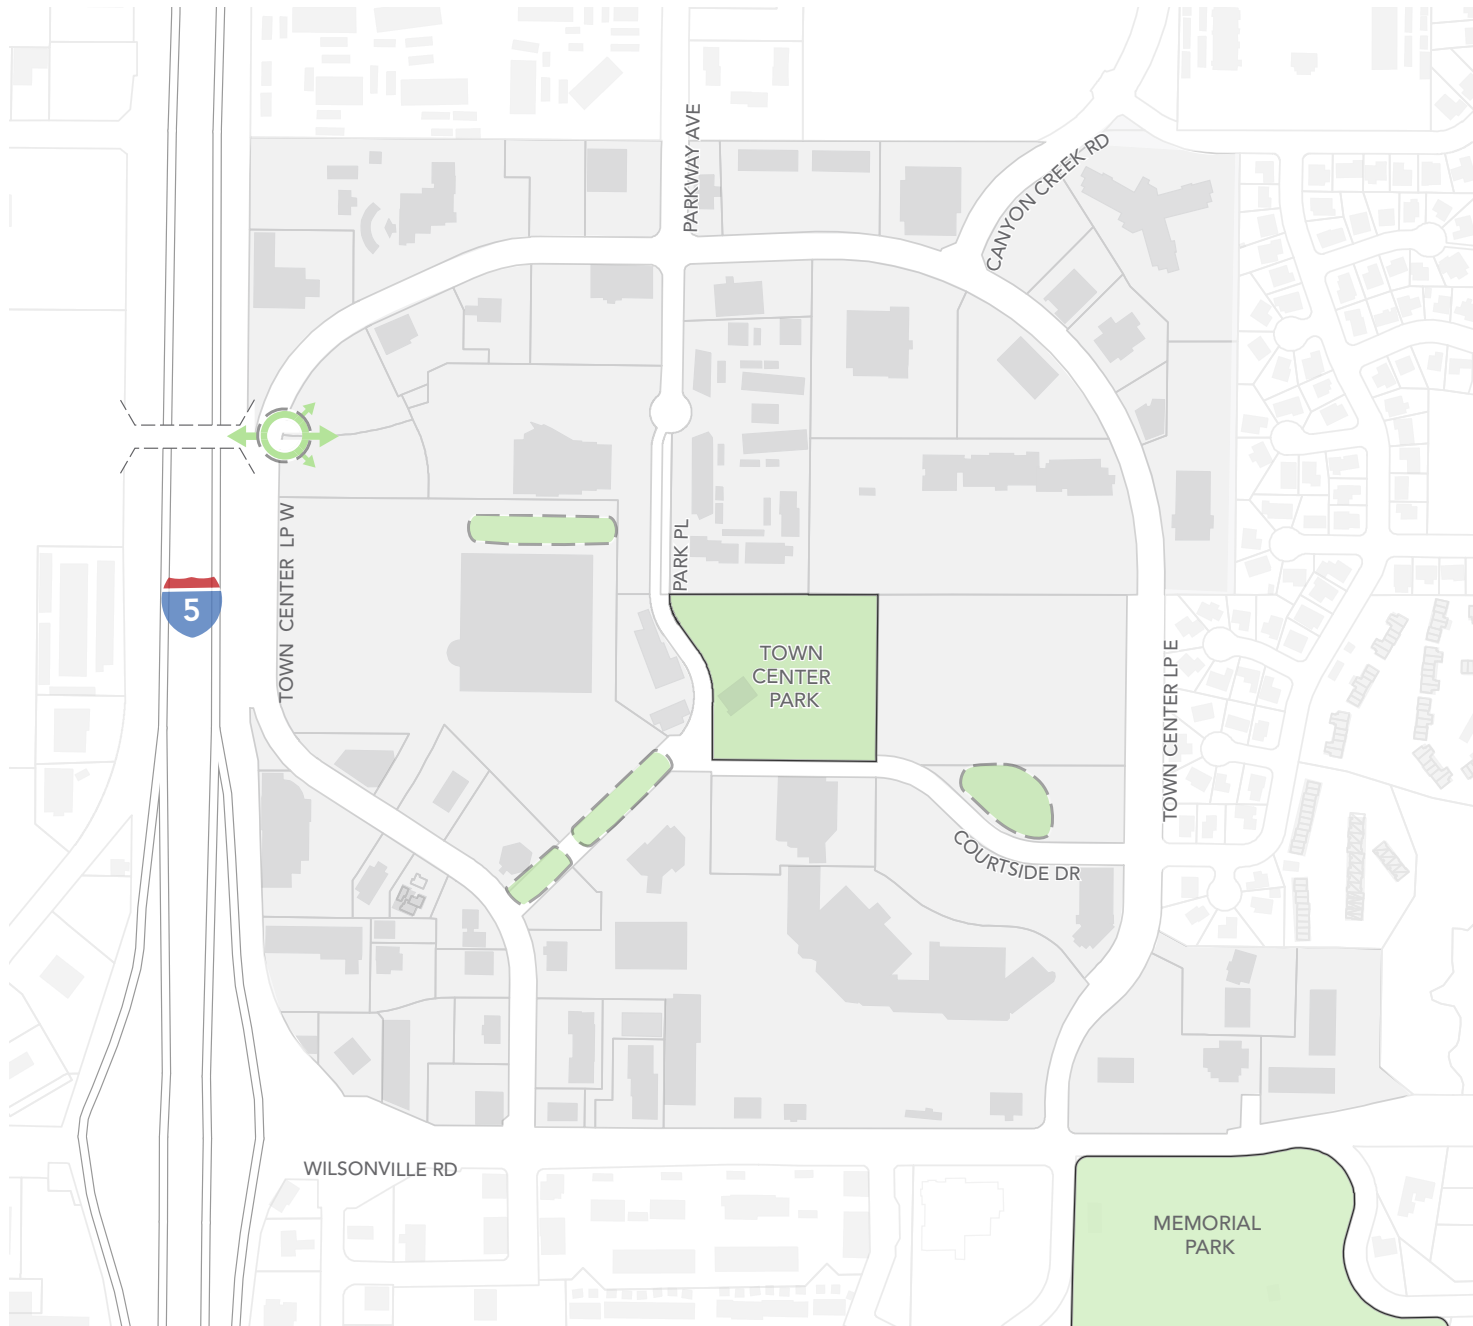 PARKWAY AVE
CANYON CREEK RD
TOWN CENTER LP W
PARK PL
5
TOWN
CENTER
PARK
TOWN CENTER LP E
COURTSIDE DR
WILSONVILLE RD
MEMORIAL
PARK